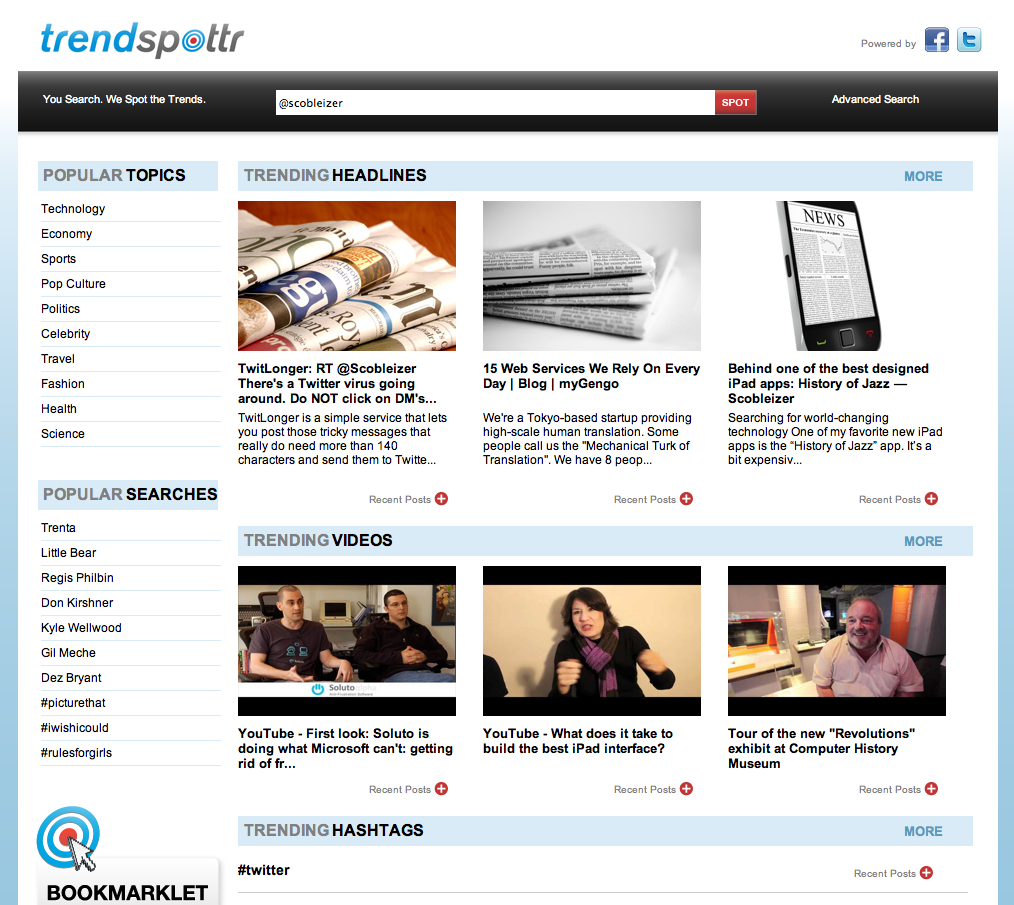 trendspottr
Powered by
You Search. We Spot the Trends.
@scobleizer
SPOT
Advanced Search
POPULAR TOPICS
Technology
Economy
Sports
Pop Culture
Politics
Celebrity
Travel
Fashion
Health
Science
POPULAR SEARCHES
Trenta
Little Bear
Regis Philbin
Don Kirshner
Kyle Wellwood
Gil Meche
Dez Bryant
#picturethat
#iwishicould
#rulesforgirls
BOOKMARKLET
TRENDING HEADLINES
MORE
NEWS
TwitLonger: RT @Scobleizer
There's a Twitter virus going
around. Do NOT click on DM's...
TwitLonger is a simple service that lets
you post those tricky messages that
really do need more than 140
characters and send them to Twitte...
Recent Posts
15 Web Services We Rely On Every
Day | Blog | myGengo
We're a Tokyo-based startup providing
high-scale human translation. Some
people call us the "Mechanical Turk of
Translation". We have 8 peop...
Recent Posts
Behind one of the best designed
iPad apps: History of Jazz —
Scobleizer
Searching for world-changing
technology One of my favorite new iPad
apps is the “History of Jazz” app. It’s a
bit expensiv...
Recent Posts
TRENDING VIDEOS
MORE
Soluto
YouTube - First look: Soluto is
doing what Microsoft can't: getting
rid of fr...
Recent Posts
YouTube - What does it take to
build the best iPad interface?
Recent Posts
Tour of the new "Revolutions"
exhibit at Computer History
Museum
Recent Posts
TRENDING HASHTAGS
MORE
#twitter
Recent Posts